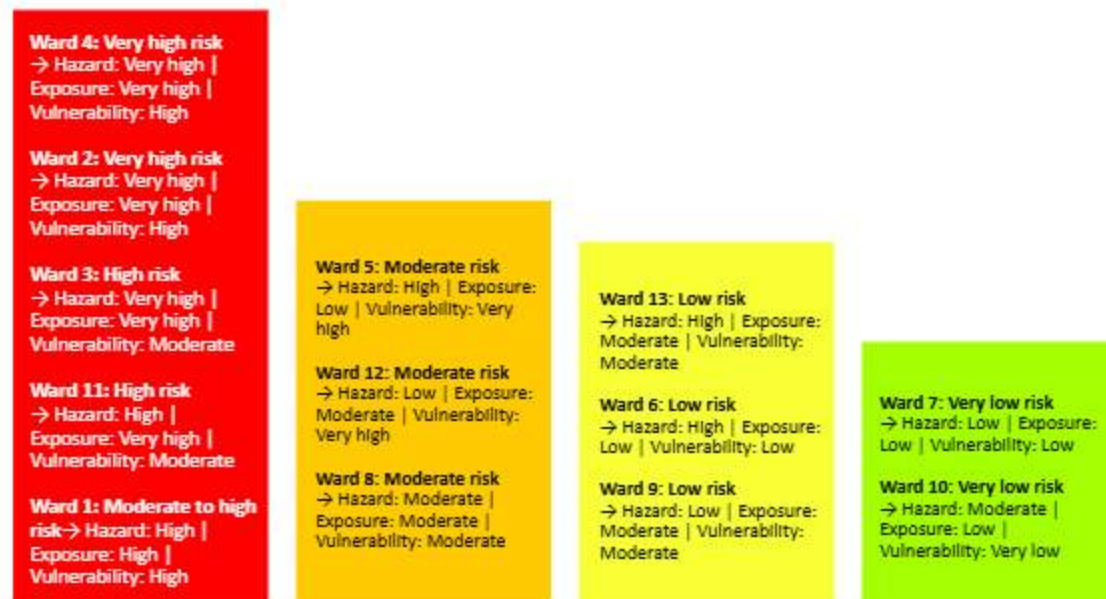 Ward 4: Very high risk
→ Hazard: Very high |
Exposure: Very high |
Vulnerability: High
Ward 2: Very high risk
→ Hazard: Very high |
Exposure: Very high |
Vulnerability: High
Ward 3: High risk
→ Hazard: Very high |
Exposure: Very high |
Vulnerability: Moderate
Ward 11: High risk
→ Hazard: High |
Exposure: Very high |
Vulnerability: Moderate
Ward 1: Moderate to high
risk→ Hazard: High |
Exposure: High |
Vulnerability: High
Ward 5: Moderate risk
→ Hazard: High | Exposure:
Low | Vulnerability: Very
high
Ward 12: Moderate risk
→ Hazard: Low | Exposure:
Moderate | Vulnerability:
Very high
Ward 8: Moderate risk
→ Hazard: Moderate |
Exposure: Moderate |
Vulnerability: Moderate
Ward 13: Low risk
→ Hazard: High | Exposure:
Moderate | Vulnerability:
Moderate
Ward 6: Low risk
→ Hazard: High | Exposure:
Low | Vulnerability: Low
Ward 9: Low risk
→ Hazard: Low | Exposure:
Moderate | Vulnerability:
Moderate
Ward 7: Very low risk
→ Hazard: Low | Exposure:
Low | Vulnerability: Low
Ward 10: Very low risk
→ Hazard: Moderate |
Exposure: Low |
Vulnerability: Very low